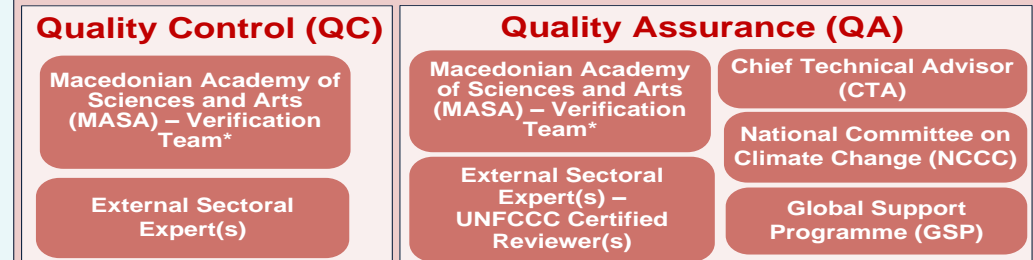 Quality Control (QC)
Macedonian Academy of
Sciences and Arts
(MASA) – Verification
Team*
External Sectoral
Expert(s)
Quality Assurance (QA)
Macedonian Academy
of Sciences and Arts
(MASA) – Verification
Team*
External Sectoral
Expert(s) –
UNFCCC Certified
Reviewer(s)
Chief Technical Advisor
(CTA)
National Committee on
Climate Change (NCCC)
Global Support
Programme (GSP)